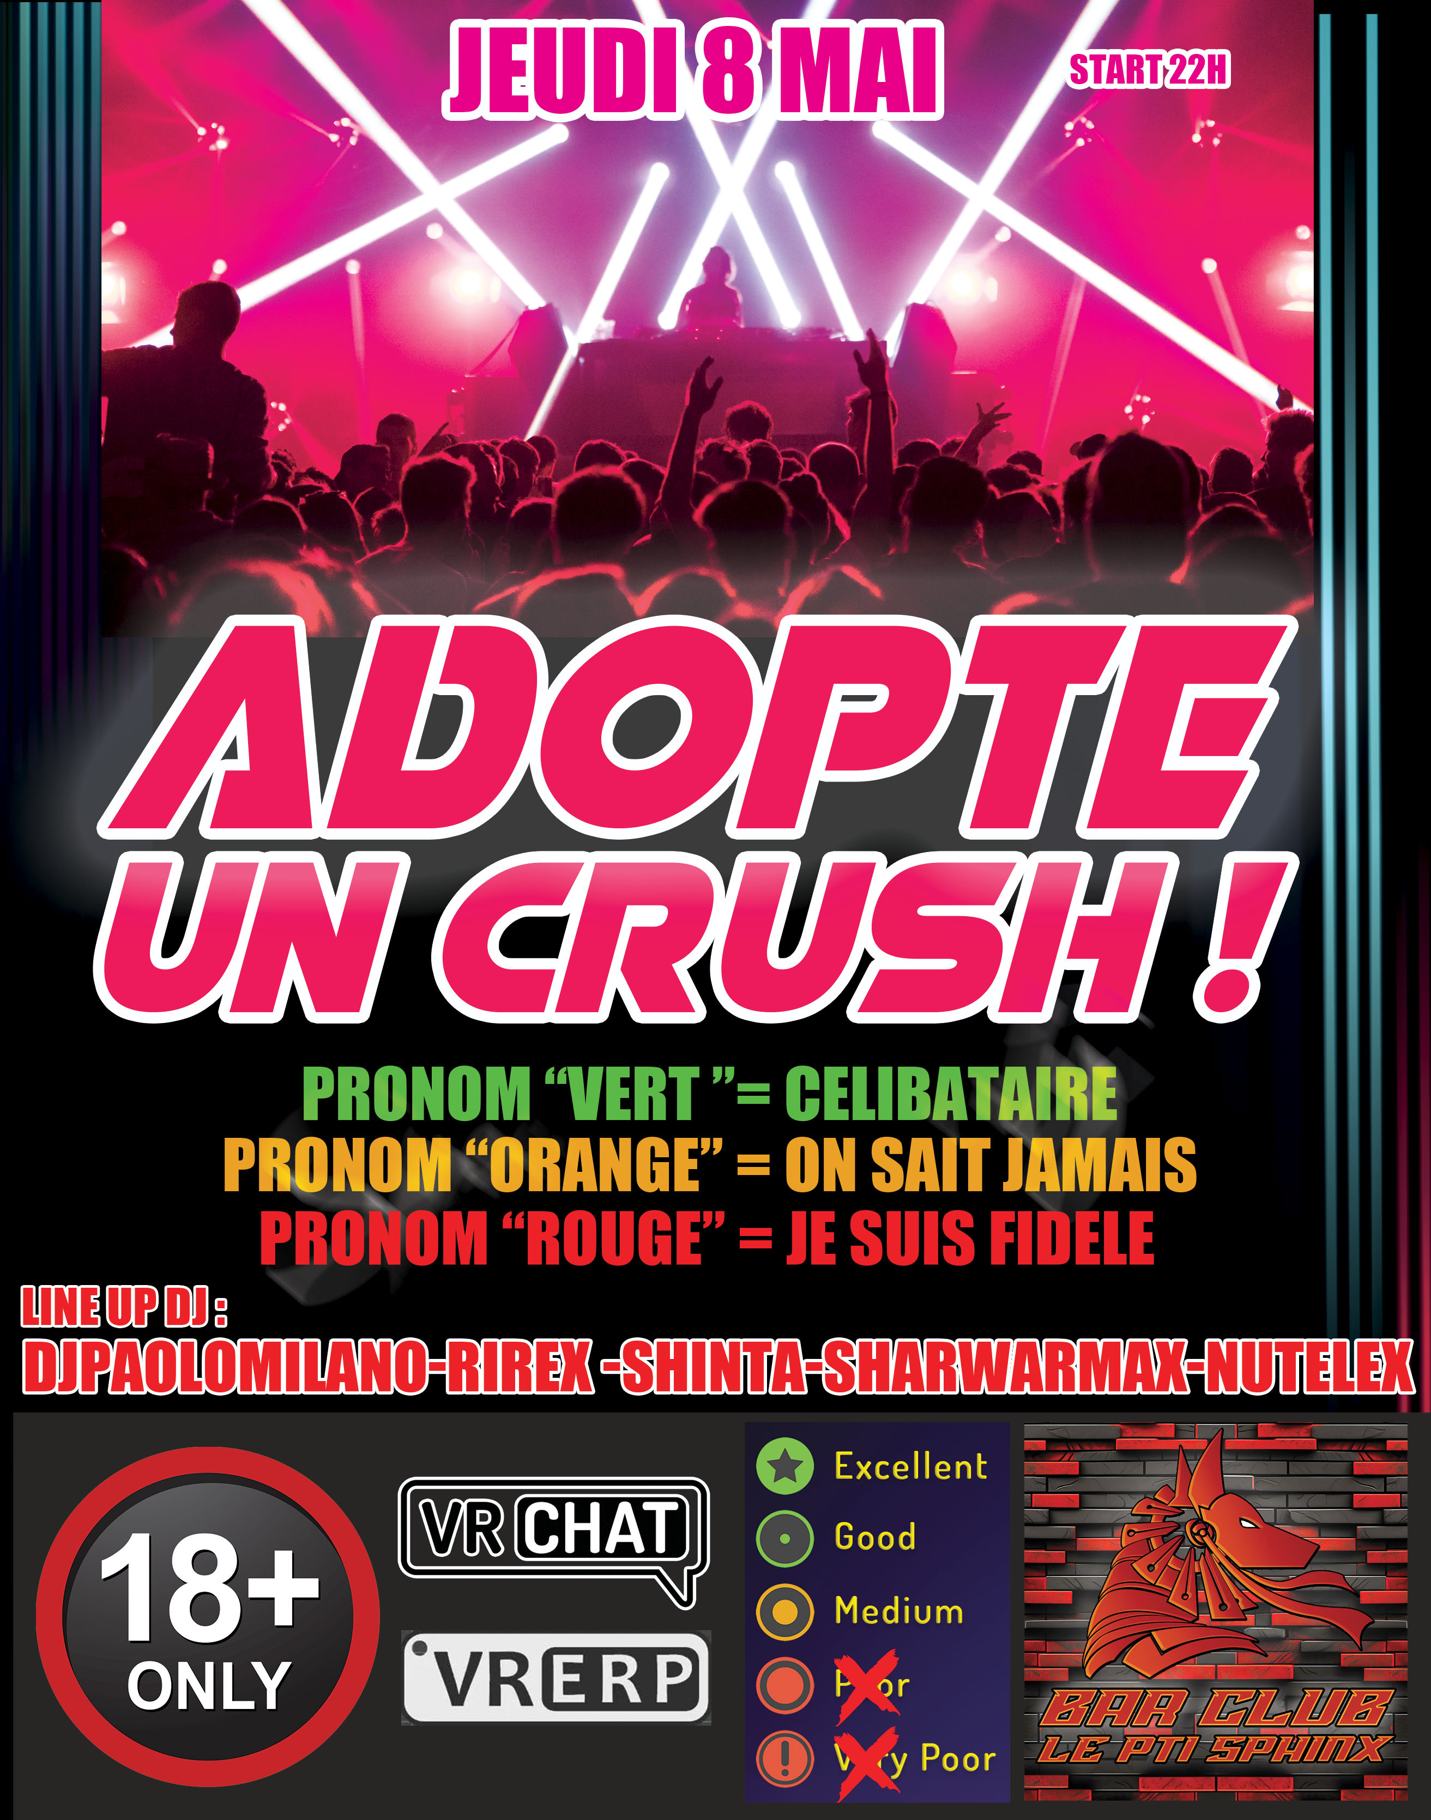 JEUDI 8 MAI
START 22H
ADOPTE
UN CRUSH !
PRONOM “VERT ”= CELIBATAIRE
PRONOM “ORANGE” = ON SAIT JAMAIS
PRONOM “ROUGE” = JE SUIS FIDELE
LINE UP DJ :
DJPAOLOMILANO-RIREX -SHINTA-SHARWARMAX-NUTELEX
18+
ONLY
VRCHAT
VRERP
Excellent
Good
Medium
Poor
Very Poor
BAR CLUB
LE PTI SPHINX